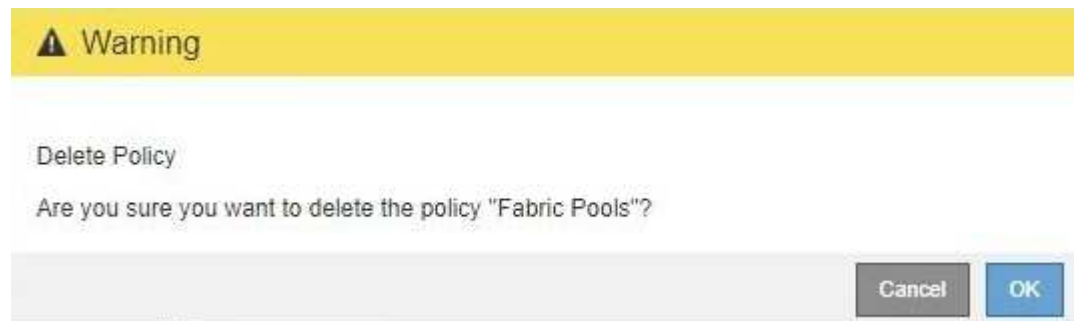 Warning
Delete Policy
Are you sure you want to delete the policy "Fabric Pools"?
Cancel
OK